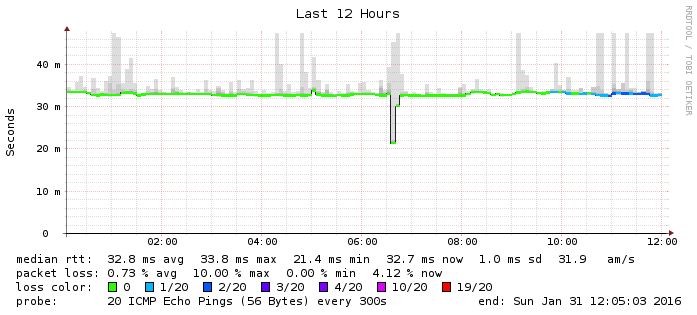 Last 12 Hours
RRDTOOL / TOBI OETIKER
Seconds
40 m
30 m
20 m
10 m
0
02:00 04:00 06:00 08:00 10:00 12:00
median rtt: 32.8 ms avg 33.8 ms max 21.4 ms min 32.7 ms now 1.0 ms sd 31.9 am/s
packet loss: 0.73 % avg 10.00 % max 0.00 % min 4.12 % now
loss color: 0 1/20 2/20 3/20 4/20 10/20 19/20
probe: 20 ICMP Echo Pings (56 Bytes) every 300s end: Sun Jan 31 12:05:03 2016